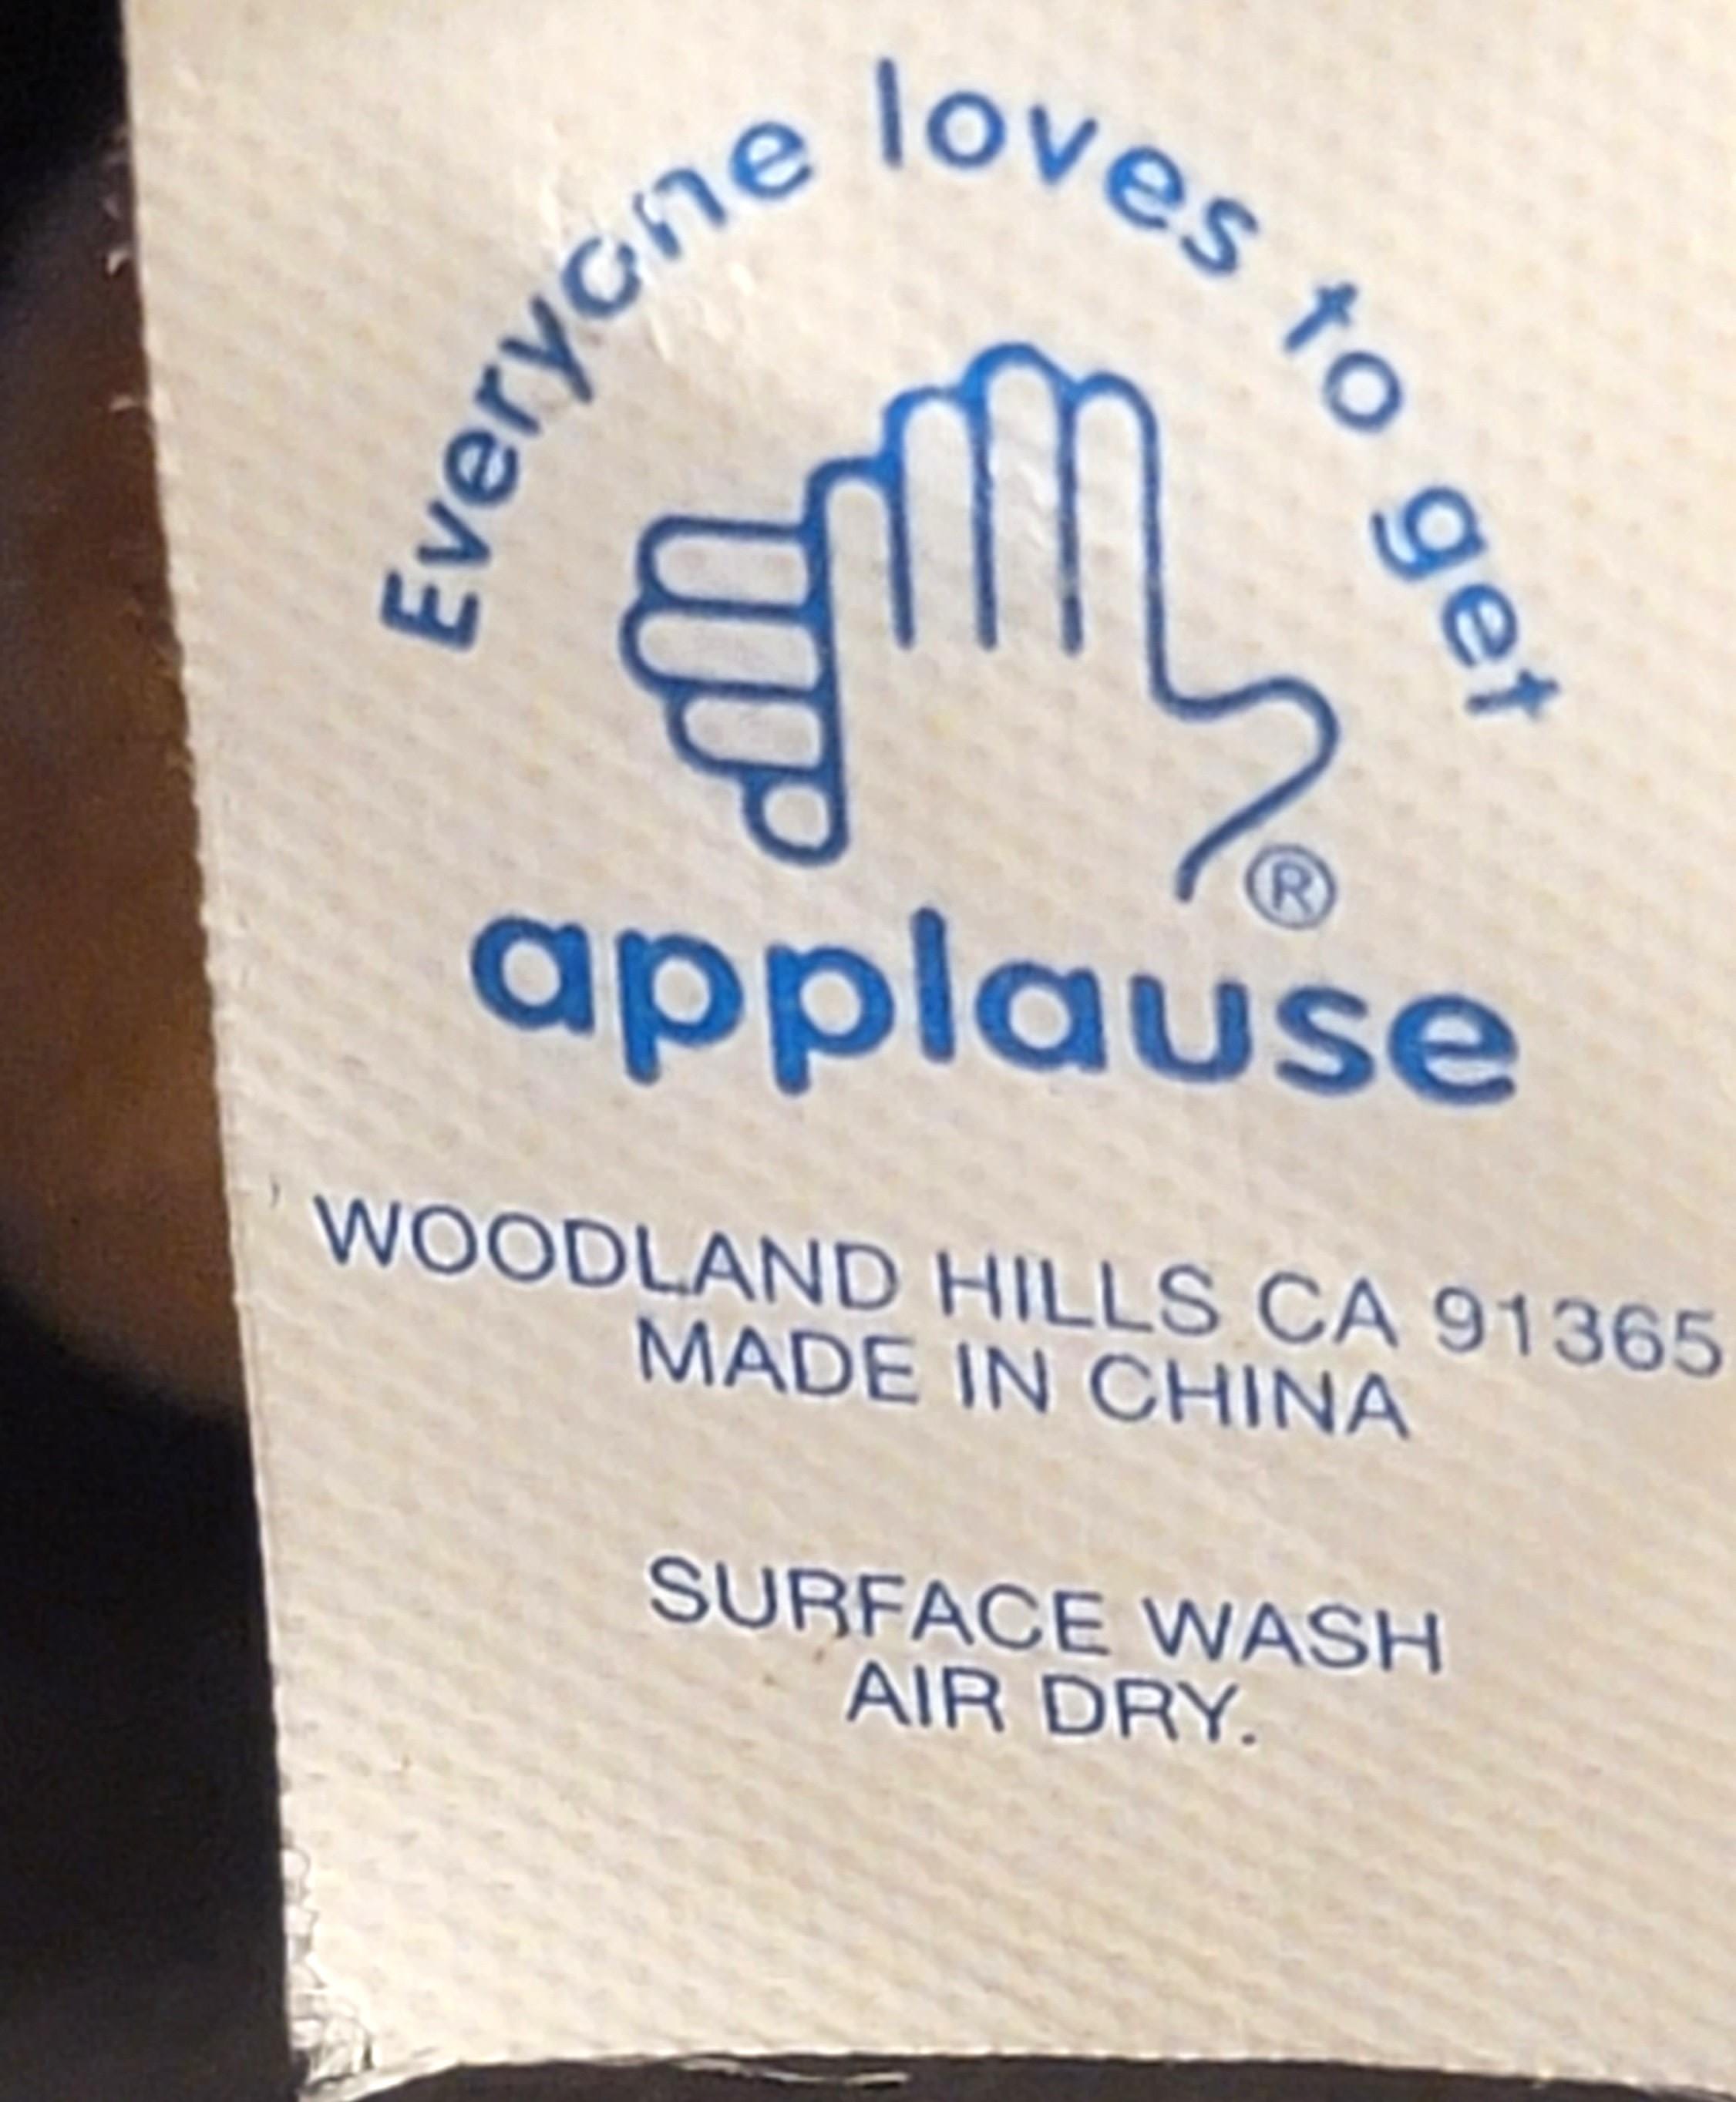 Everyone loves to get
®
applause
WOODLAND HILLS CA 91365
MADE IN CHINA
SURFACE WASH
AIR DRY.